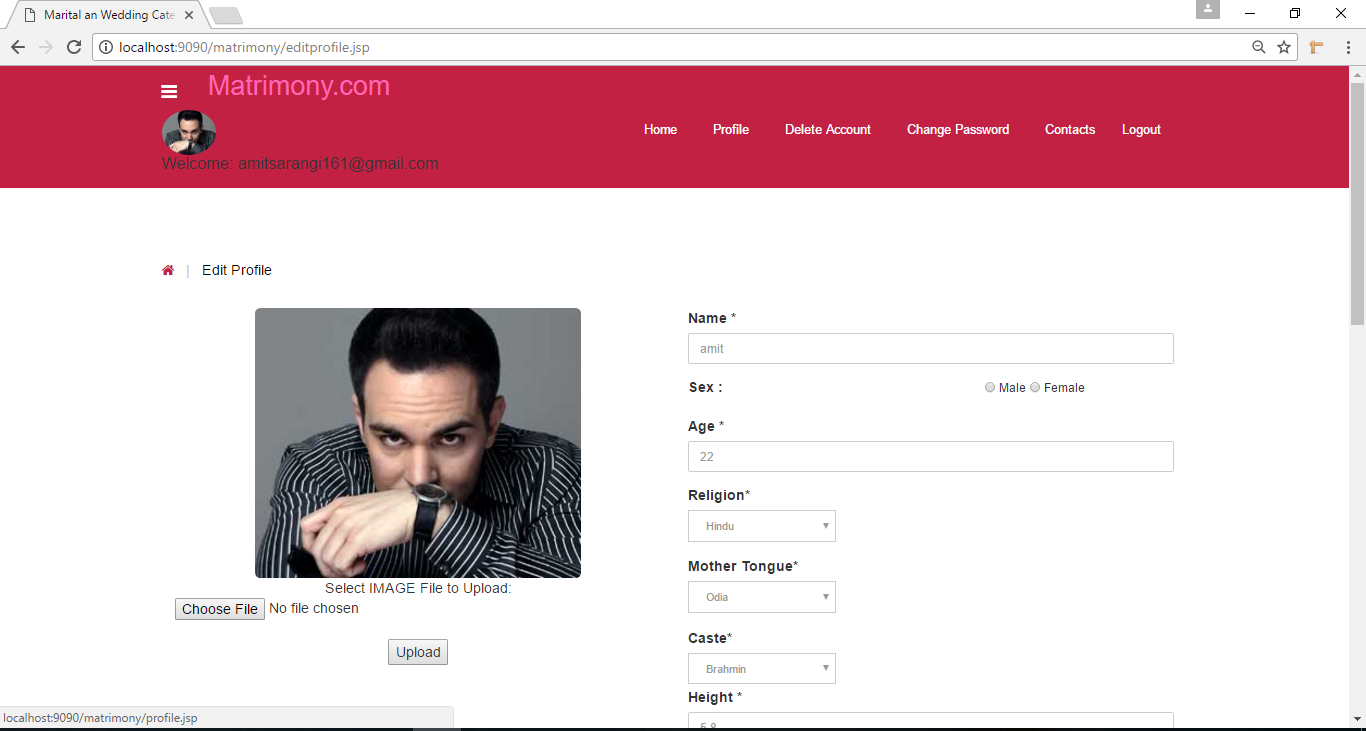 Marital an Wedding Cate
localhost:9090/matrimony/editprofile.jsp
Matrimony.com
Home Profile Delete Account Change Password Contacts Logout
Welcome: amitsarangi161@gmail.com
| Edit Profile
Name *
amit
Sex : Male Female
Age *
22
Religion*
Hindu
Mother Tongue*
Odia
Caste*
Brahmin
Height *
5.8
Select IMAGE File to Upload:
Choose File No file chosen
Upload
localhost:9090/matrimony/profile.jsp